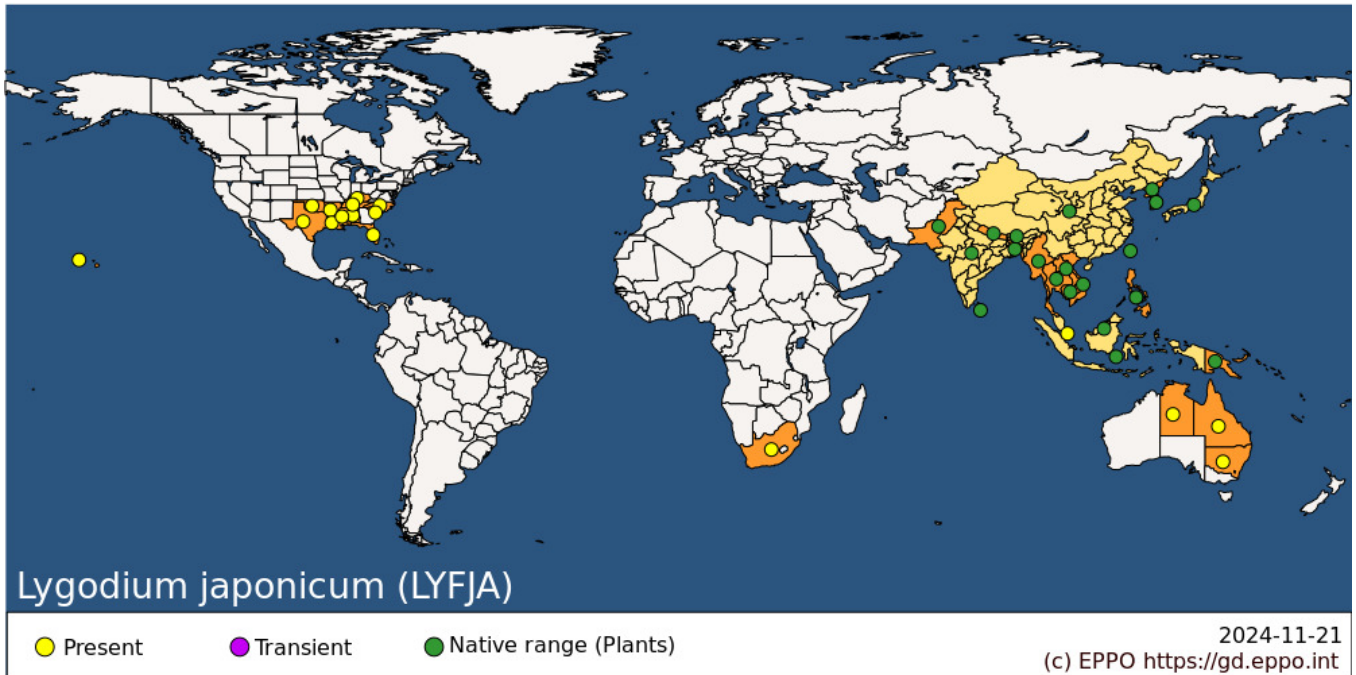 Lygodium japonicum (LYFJA)
Present
Transient
Native range (Plants)
2024-11-21
(c) EPPO https://gd.eppo.int